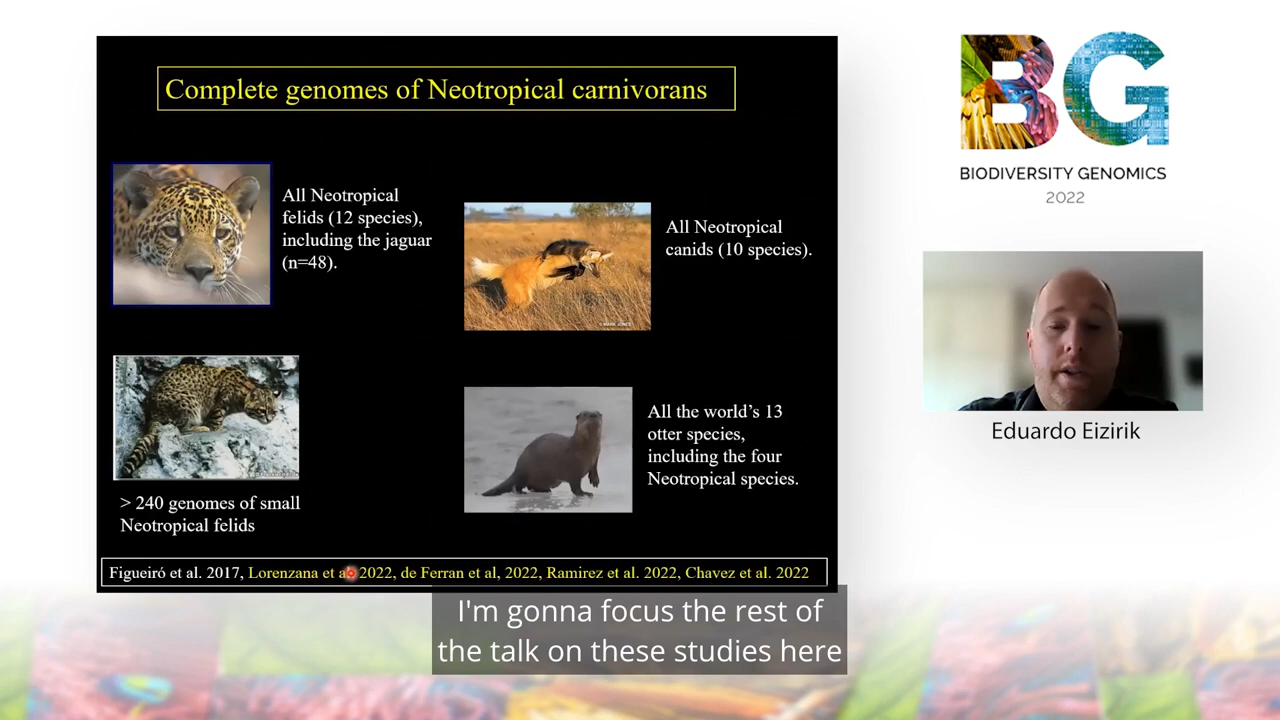 Complete genomes of Neotropical carnivorans
All Neotropical
felids (12 species),
including the jaguar
(n=48).
All Neotropical
canids (10 species).
© MARK JONES
> 240 genomes of small
Neotropical felids
All the world's 13
otter species,
including the four
Neotropical species.
Figueiró et al. 2017, Lorenzana et al. 2022, de Ferran et al, 2022, Ramirez et al. 2022, Chavez et al. 2022
I'm gonna focus the rest of
the talk on these studies here
BG
BIODIVERSITY GENOMICS
2022
Eduardo Eizirik